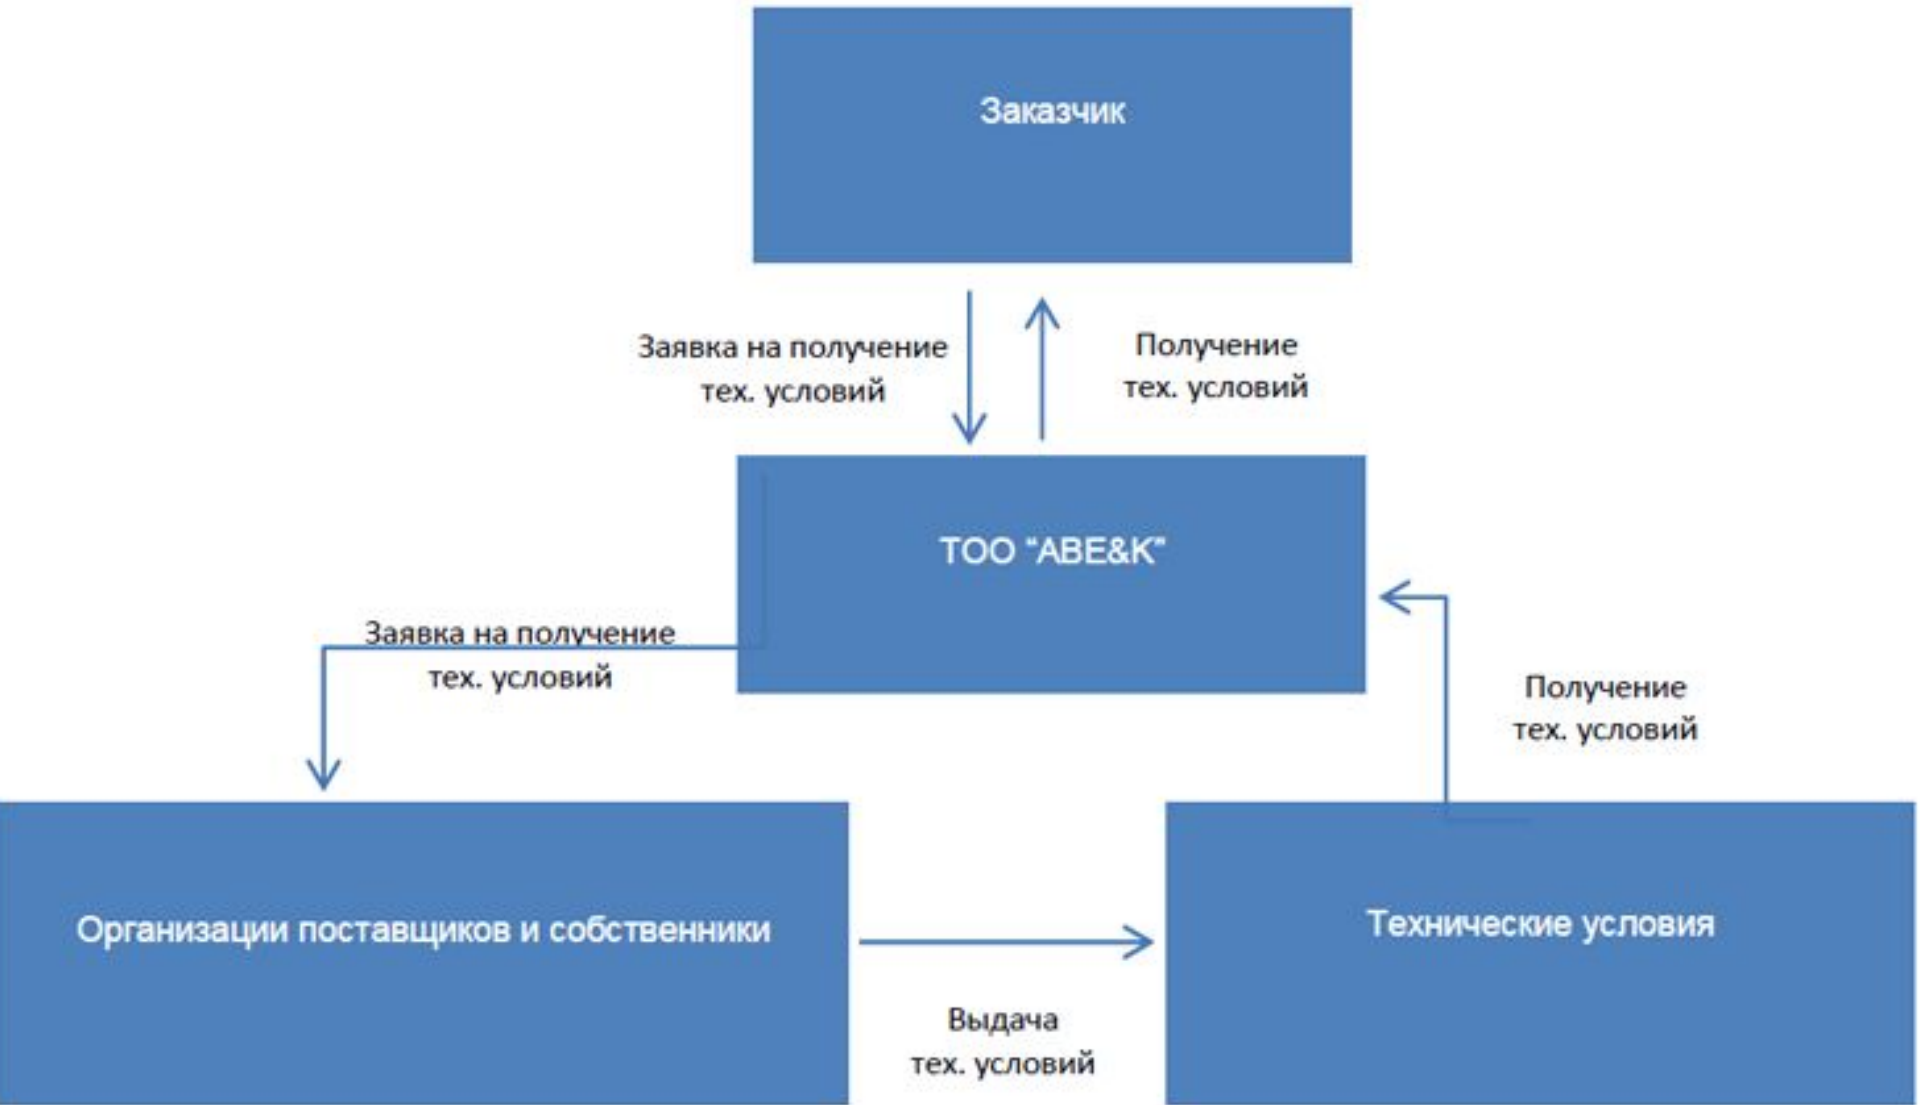 Заказчик
Заявка на получение
тех. условий
Получение
тех. условий
ТОО “ABE&K”
Заявка на получение
тех. условий
Получение
тех. условий
Организации поставщиков и собственники
Технические условия
Выдача
тех. условий